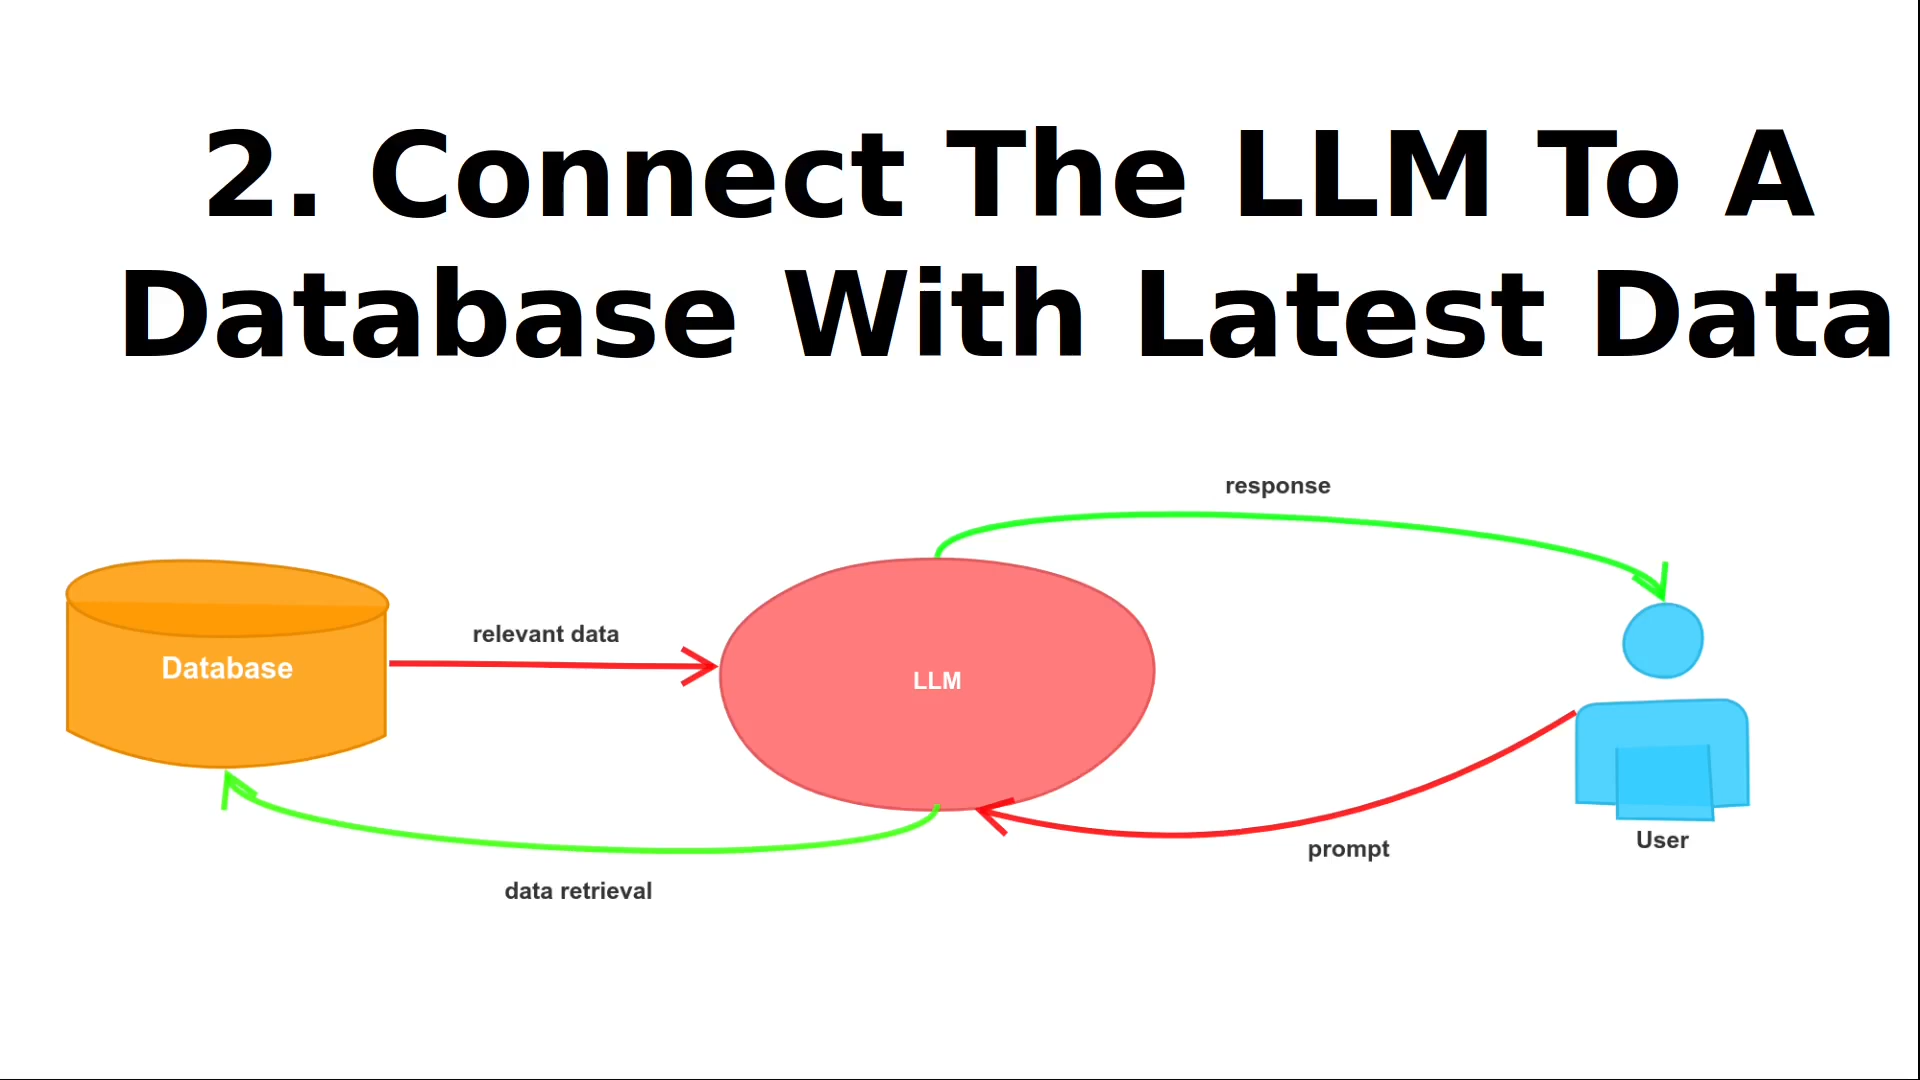 2. Connect The LLM To A
Database With Latest Data
response
relevant data
Database
LLM
prompt
User
data retrieval